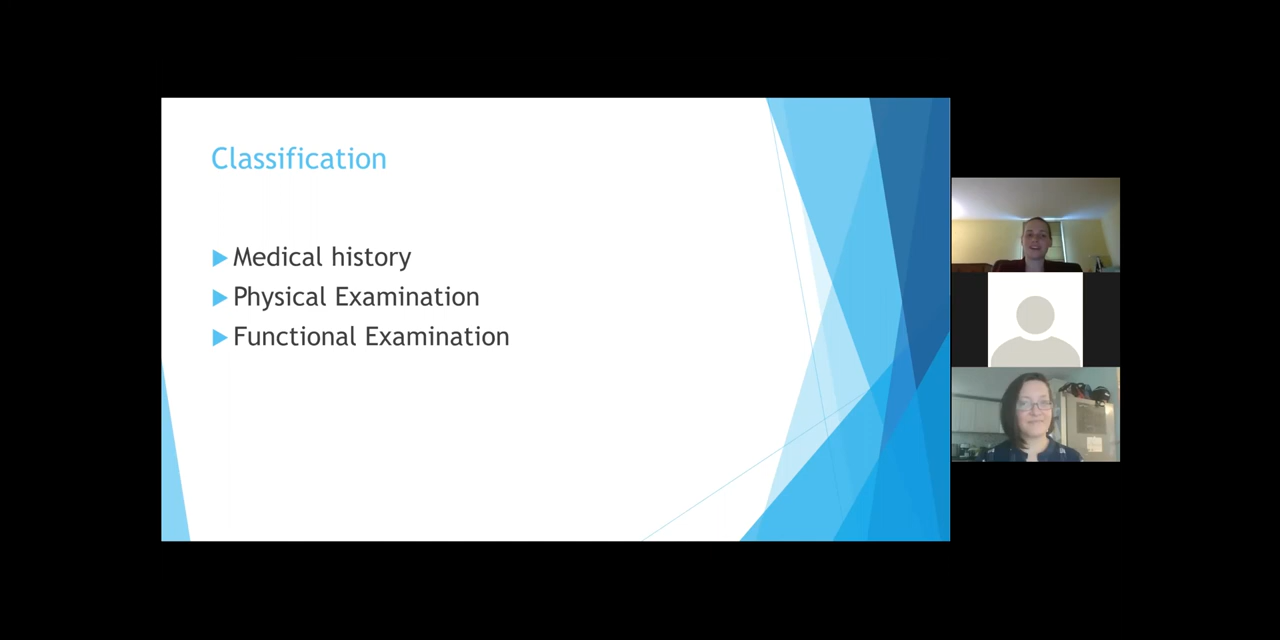 Classification
Medical history
Physical Examination
Functional Examination